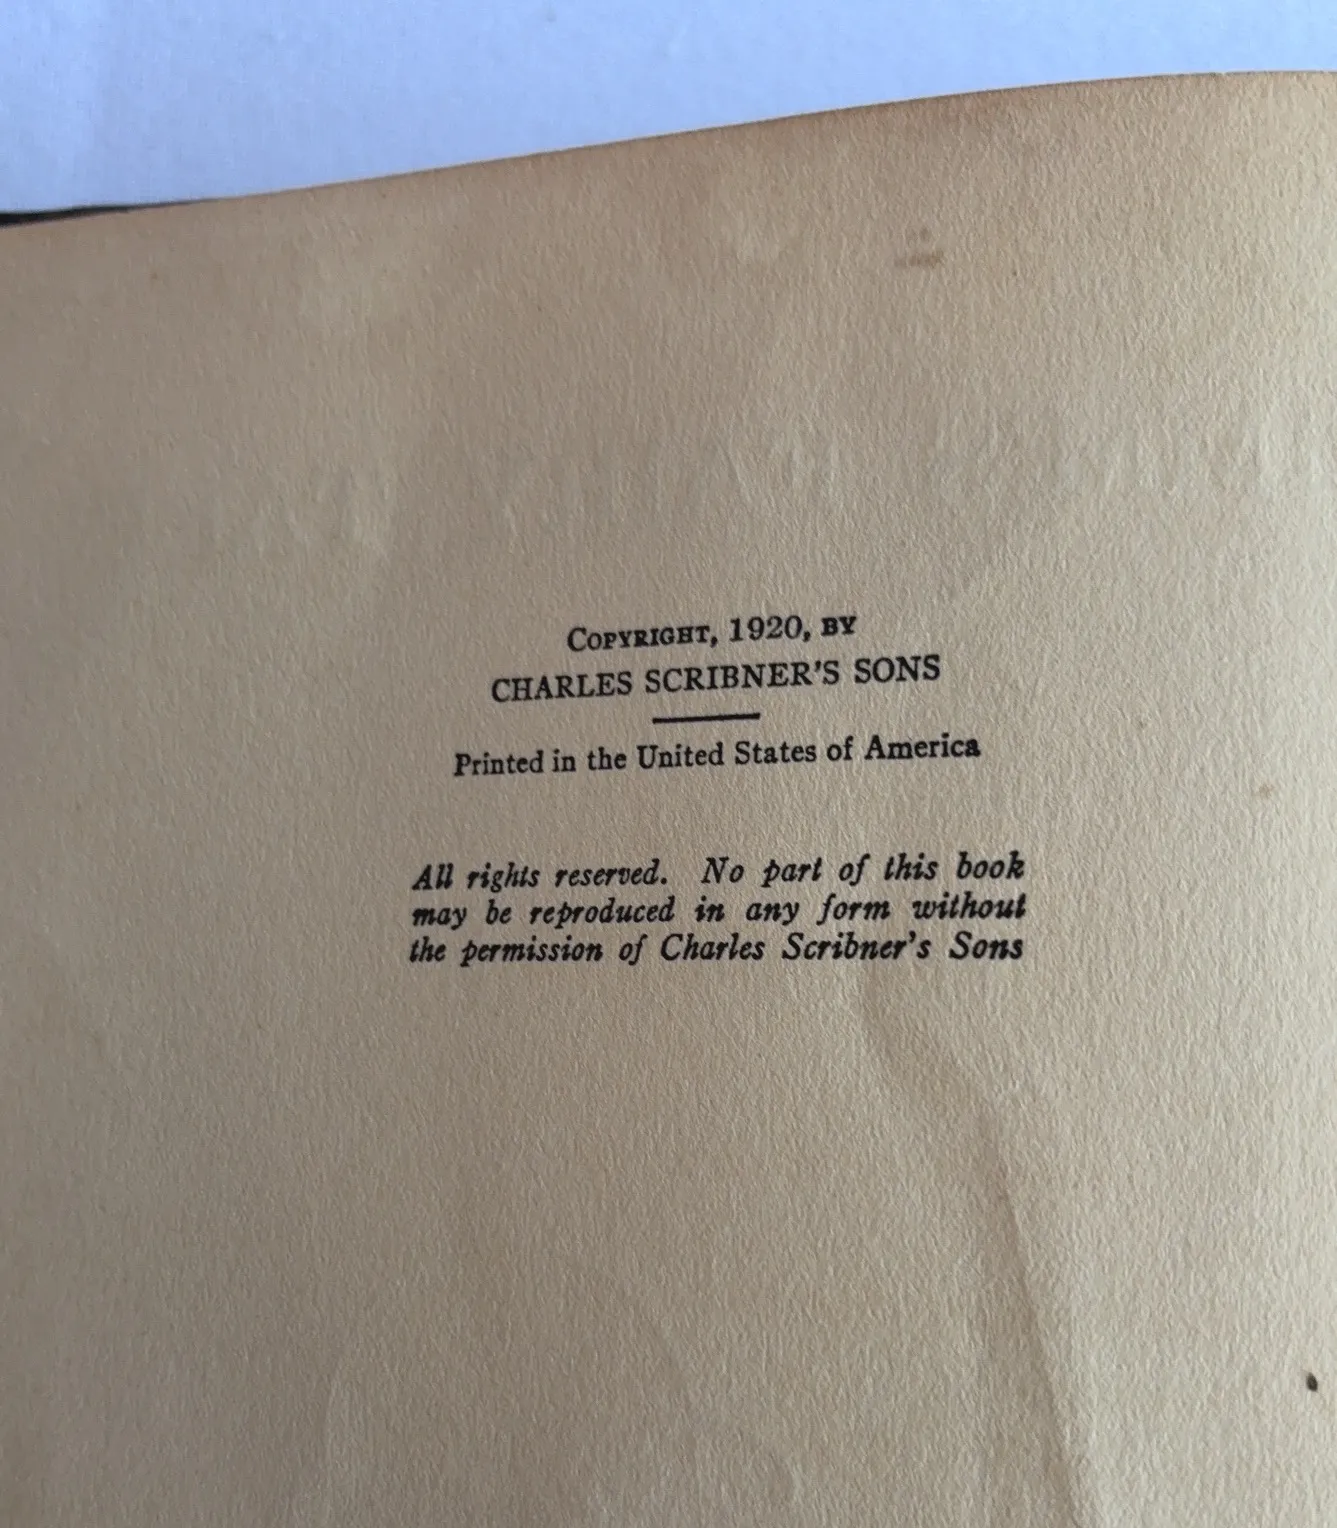 COPYRIGHT, 1920, BY
CHARLES SCRIBNER'S SONS
Printed in the United States of America
All rights reserved. No part of this book
may be reproduced in any form without
the permission of Charles Scribner's Sons